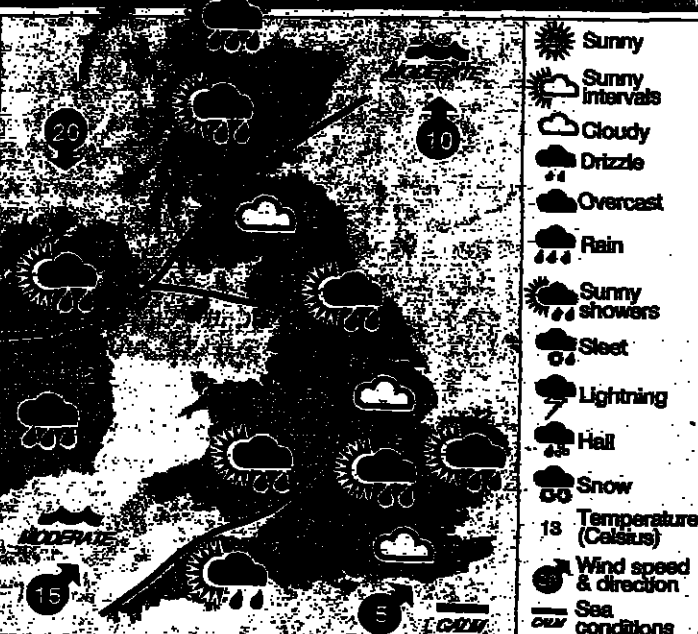 MODERATE
26
10
MODERATE
15
5
CALM
Sunny
Sunny
intervals
Cloudy
Drizzle
Overcast
Rain
Sunny
showers
Sleet
Lightning
Hail
Snow
13
Temperature
(Celsius)
Wind speed
& direction
Sea
conditions